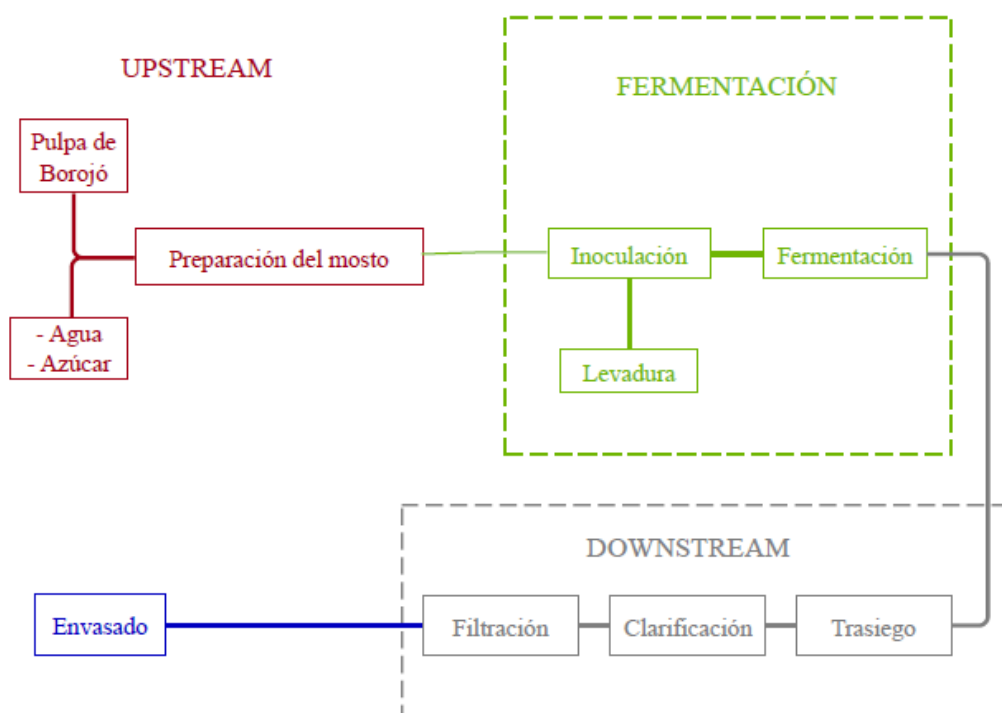 UPSTREAM
Pulpa de
Borojó
Preparación del mosto
- Agua
- Azúcar
FERMENTACIÓN
Inoculación
Fermentación
Levadura
DOWNSTREAM
Envasado
Filtración
Clarificación
Trasiego